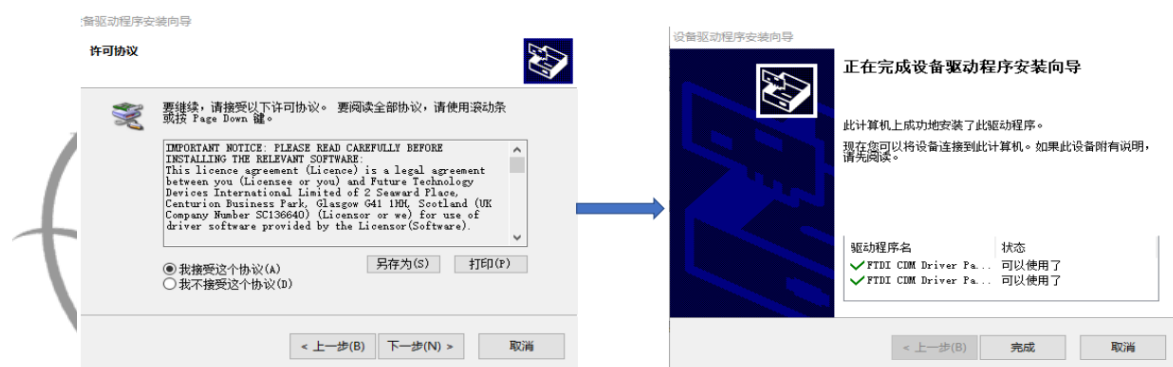 设备驱动程序安装向导
许可协议
要继续，请接受以下许可协议。 要阅读全部协议，请使用滚动条
或按 Page Down 键。
IMPORTANT NOTICE: PLEASE READ CAREFULLY BEFORE
INSTALLING THE RELEVANT SOFTWARE:
This licence agreement (Licence) is a legal agreement
between you (Licensee or you) and Future Technology
Devices International Limited of 2 Seaward Place,
Centurion Business Park, Glasgow G41 1HH, Scotland (UK
Company Number SC136640) (Licensor or we) for use of
driver software provided by the Licensor(Software).
我接受这个协议(A)
另存为(S)
打印(P)
我不接受这个协议(D)
< 上一步(B)
下一步(N) >
取消
设备驱动程序安装向导
正在完成设备驱动程序安装向导
此计算机上成功地安装了此驱动程序。
现在您可以将设备连接到此计算机。如果此设备附有说明，
请先阅读。
驱动程序名 状态
FTDI CDM Driver Pa... 可以使用了
FTDI CDM Driver Pa... 可以使用了
< 上一步(B)
完成
取消